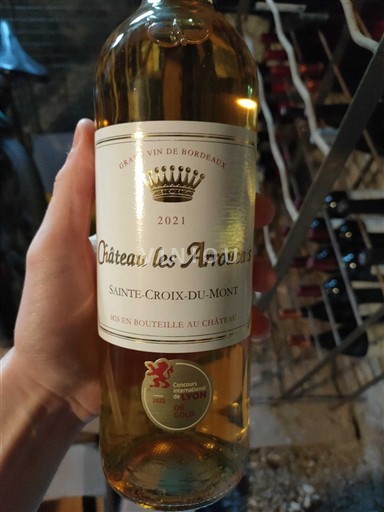 GRAND VIN DE BORDEAUX
2021
Château les Arroucats
SAINTE-CROIX-DU-MONT
MIS EN BOUTEILLE AU CHÂTEAU
Concours
international
de LYON
OR
GOLD